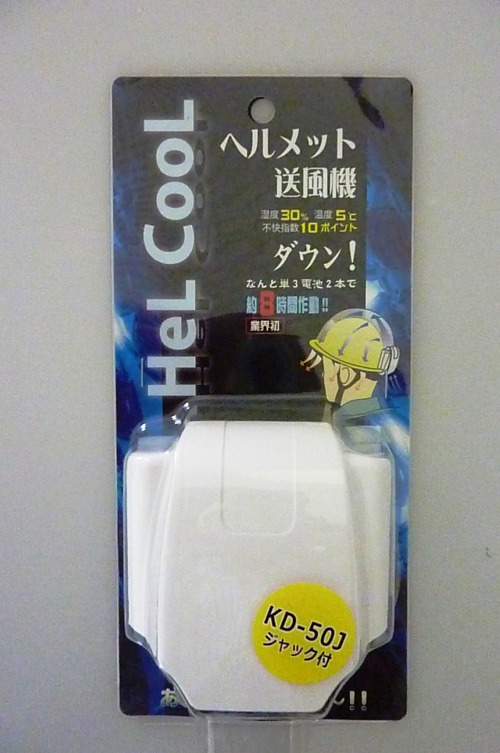 HeL CooL
ヘルメット
送風機
湿度30% 温度5℃
不快指数10ポイント
ダウン!
なんと単3電池2本で
約8時間作動!!
業界初
KD-50J
ジャック付
あ
!!